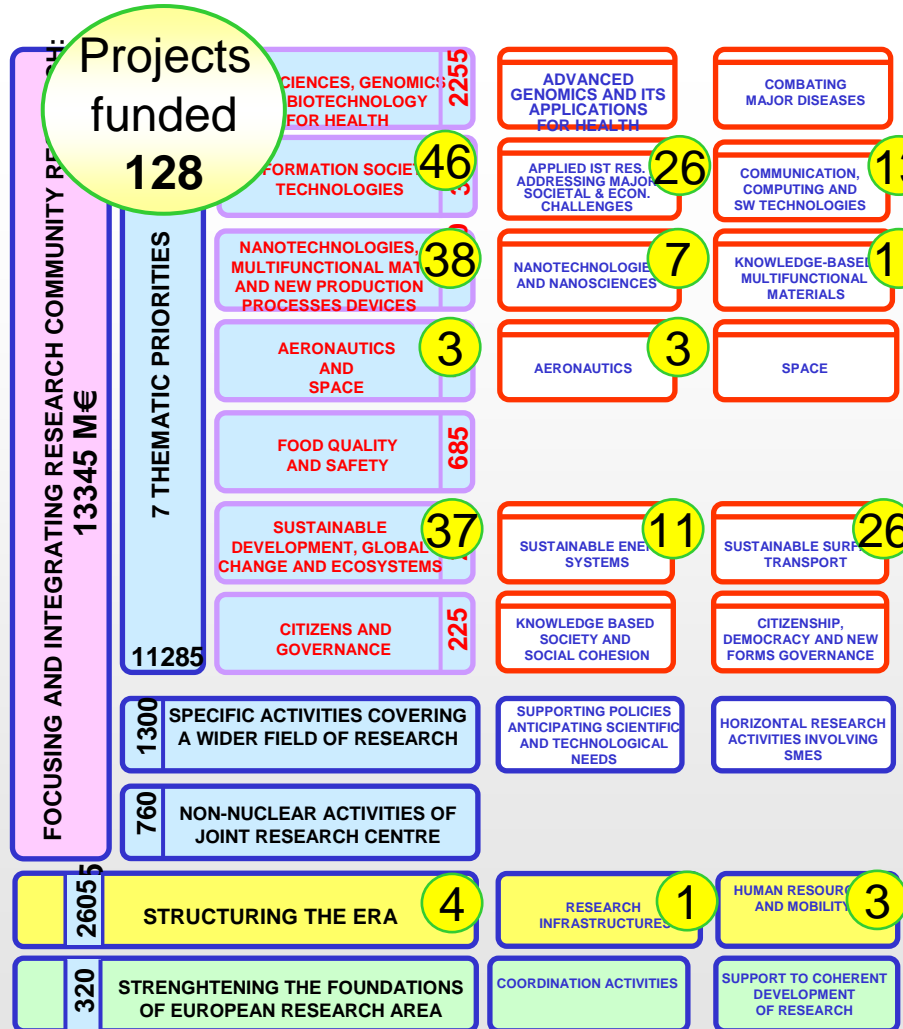 Projects
funded
128
FOCUSING AND INTEGRATING RESEARCH COMMUNITY
13345 M€
7 THEMATIC PRIORITIES
11285
GENOMICS
BIOTECHNOLOGY
FOR HEALTH
2255
ADVANCED
GENOMICS AND ITS
APPLICATIONS
FOR HEALTH
COMBATING
MAJOR DISEASES
TECHNOLOGIES
46
APPLIED IST RES.
ADDRESSING MAJOR
SOCIETAL & ECON.
CHALLENGES
26
COMMUNICATION,
COMPUTING AND
SW TECHNOLOGIES
NANOTECHNOLOGIES,
MULTIFUNCTIONAL
AND NEW PRODUCTION
PROCESSES DEVICES
38
AND NANOSCIENCES
7
KNOWLEDGE-BASED
MULTIFUNCTIONAL
MATERIALS
AERONAUTICS
AND
SPACE
3
AERONAUTICS
3
SPACE
FOOD QUALITY
AND SAFETY
685
SUSTAINABLE
DEVELOPMENT, GLOBAL
CHANGE AND ECOSYSTEMS
37
SUSTAINABLE
SYSTEMS
11
SUSTAINABLE
TRANSPORT
26
CITIZENS AND
GOVERNANCE
225
KNOWLEDGE BASED
SOCIETY AND
SOCIAL COHESION
CITIZENSHIP,
DEMOCRACY AND NEW
FORMS GOVERNANCE
1300
SPECIFIC ACTIVITIES COVERING
A WIDER FIELD OF RESEARCH
SUPPORTING POLICIES
ANTICIPATING SCIENTIFIC
AND TECHNOLOGICAL
NEEDS
HORIZONTAL RESEARCH
ACTIVITIES INVOLVING
SMES
760
NON-NUCLEAR ACTIVITIES OF
JOINT RESEARCH CENTRE
STRUCTURING THE ERA
4
RESEARCH
INFRASTRUCTURES
1
HUMAN
AND MOBILITY
3
320
STRENGHTENING THE FOUNDATIONS
OF EUROPEAN RESEARCH AREA
COORDINATION ACTIVITIES
SUPPORT TO COHERENT
DEVELOPMENT
OF RESEARCH